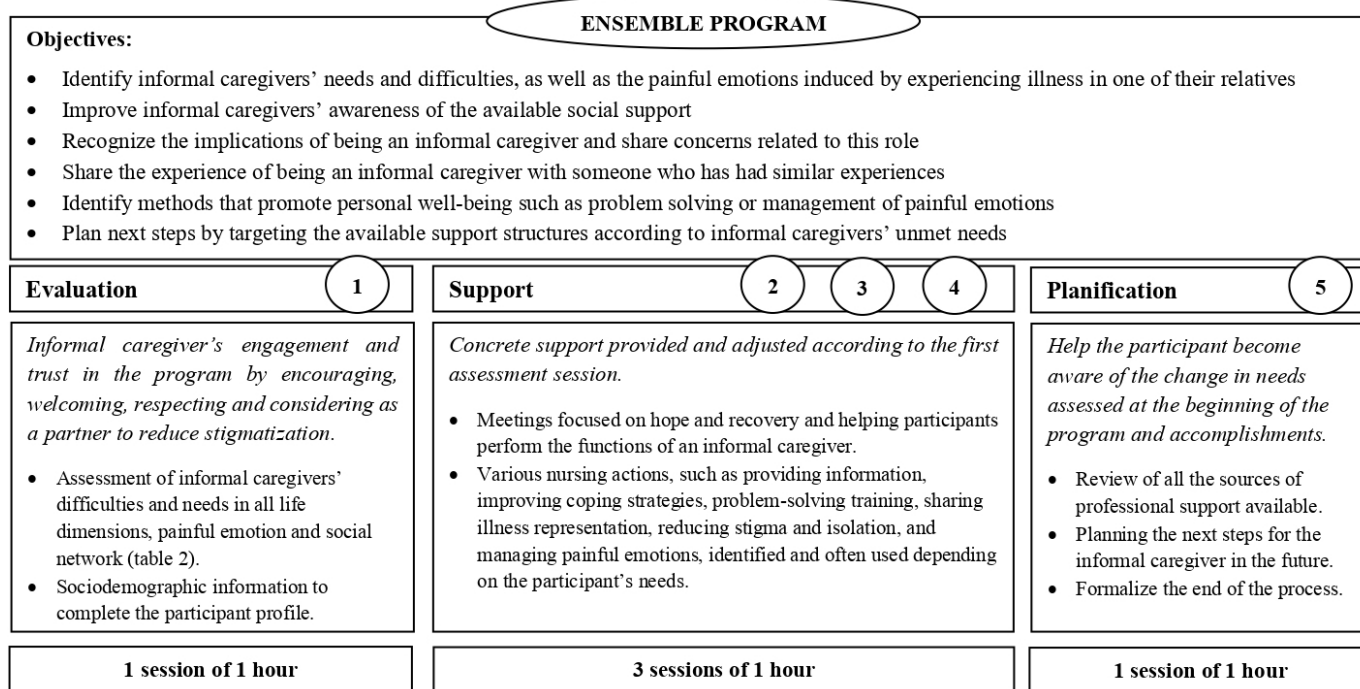 ENSEMBLE PROGRAM
Objectives:
• Identify informal caregivers’ needs and difficulties, as well as the painful emotions induced by experiencing illness in one of their relatives
• Improve informal caregivers’ awareness of the available social support
• Recognize the implications of being an informal caregiver and share concerns related to this role
• Share the experience of being an informal caregiver with someone who has had similar experiences
• Identify methods that promote personal well-being such as problem solving or management of painful emotions
• Plan next steps by targeting the available support structures according to informal caregivers’ unmet needs
Evaluation 1
Informal caregiver’s engagement and
trust in the program by encouraging,
welcoming, respecting and considering as
a partner to reduce stigmatization.
• Assessment of informal caregivers’
difficulties and needs in all life
dimensions, painful emotion and social
network (table 2).
• Sociodemographic information to
complete the participant profile.
1 session of 1 hour
Support 2 3 4
Concrete support provided and adjusted according to the first
assessment session.
• Meetings focused on hope and recovery and helping participants
perform the functions of an informal caregiver.
• Various nursing actions, such as providing information,
improving coping strategies, problem-solving training, sharing
illness representation, reducing stigma and isolation, and
managing painful emotions, identified and often used depending
on the participant’s needs.
3 sessions of 1 hour
Planification 5
Help the participant become
aware of the change in needs
assessed at the beginning of the
program and accomplishments.
• Review of all the sources of
professional support available.
• Planning the next steps for the
informal caregiver in the future.
• Formalize the end of the process.
1 session of 1 hour